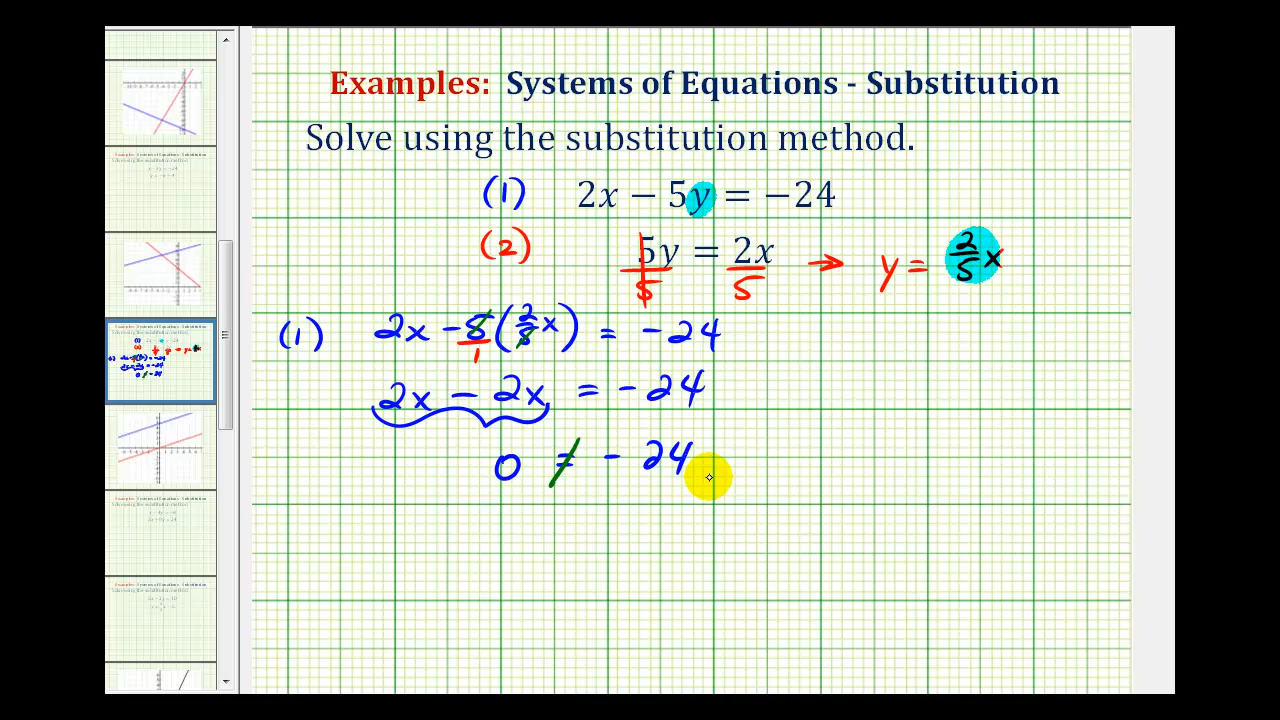 Examples: Systems of Equations - Substitution
Solve using the substitution method.
(1) 2x − 5y = −24
(2) 5y = 2x → y = 2/5 x
5 5
(1) 2x − 5(2/5 x) = −24
1
2x − 2x = −24
0 ≠ −24